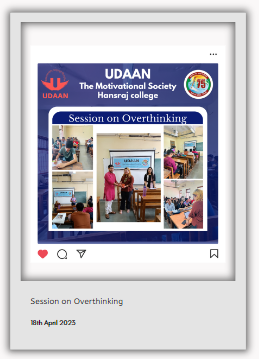 UDAAN
The Motivational Society
Hansraj college
UDAAN
75
Session on Overthinking
Session on Overthinking
18th April 2023